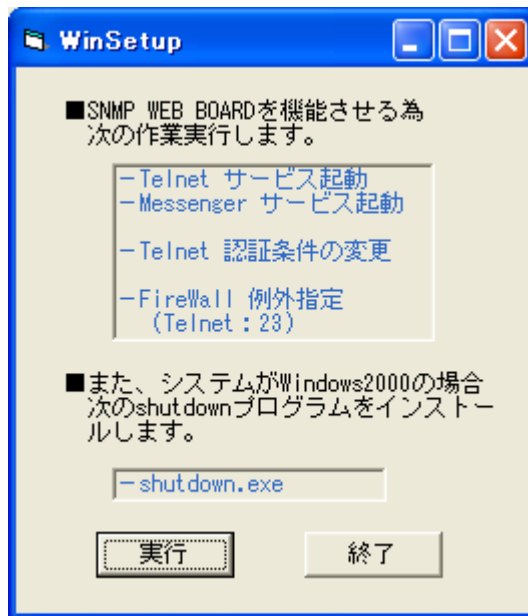 WinSetup
■SNMP WEB BOARDを機能させる為
次の作業実行します。
－Telnet サービス起動
－Messenger サービス起動
－Telnet 認証条件の変更
－FireWall 例外指定
(Telnet：23)
■また、システムがWindows2000の場合
次のshutdownプログラムをインストー
ルします。
－shutdown.exe
実行
終了